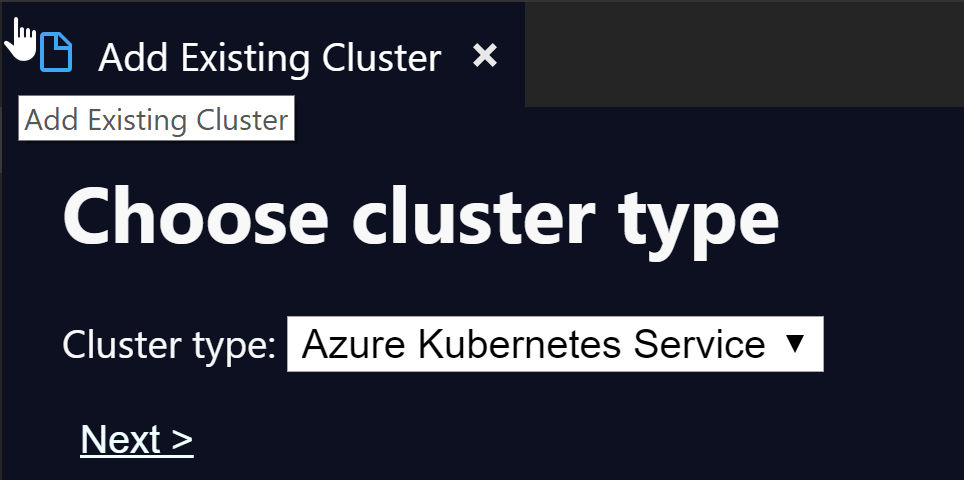 Add Existing Cluster ×
Add Existing Cluster
Choose cluster type
Cluster type: Azure Kubernetes Service ▼
Next >